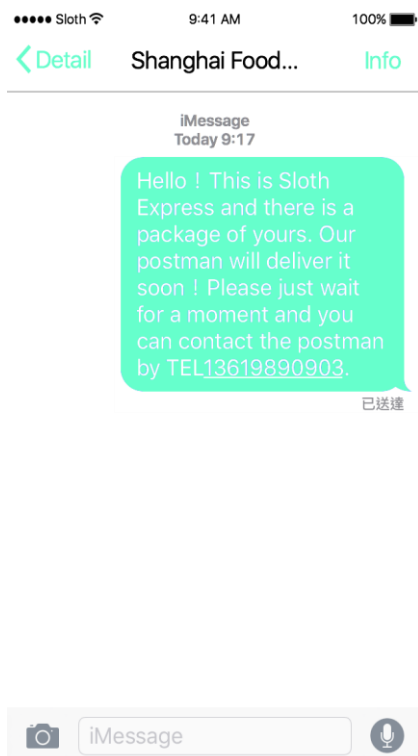 Sloth 9:41 AM 100%
Detail Shanghai Food... Info
iMessage
Today 9:17
Hello！This is Sloth
Express and there is a
package of yours. Our
postman will deliver it
soon！Please just wait
for a moment and you
can contact the postman
by TEL13619890903.
已送達
iMessage